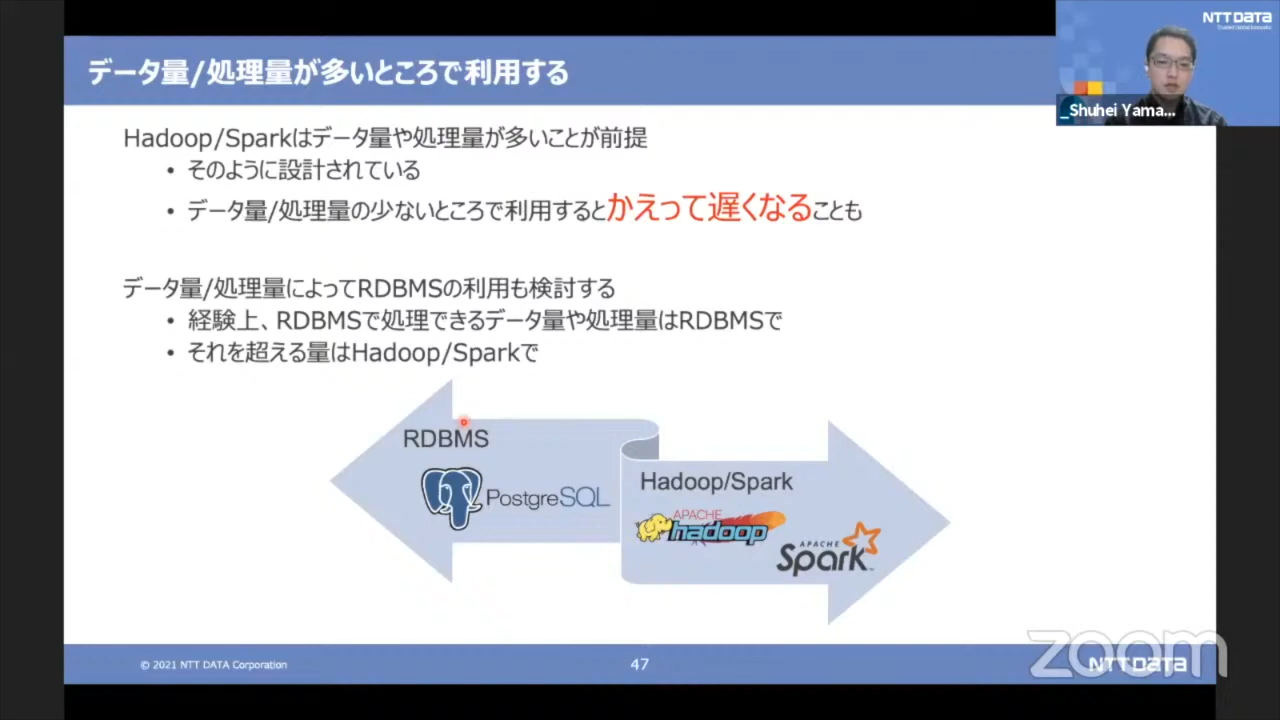 データ量/処理量が多いところで利用する
NTT DATA
_Shuhei Yama...
Hadoop/Sparkはデータ量や処理量が多いことが前提
• そのように設計されている
• データ量/処理量の少ないところで利用するとかえって遅くなることも
データ量/処理量によってRDBMSの利用も検討する
• 経験上、RDBMSで処理できるデータ量や処理量はRDBMSで
• それを超える量はHadoop/Sparkで
RDBMS
PostgreSQL
Hadoop/Spark
APACHE
hadoop
APACHE
Spark
© 2021 NTT DATA Corporation
47
zoom
NTT DATA